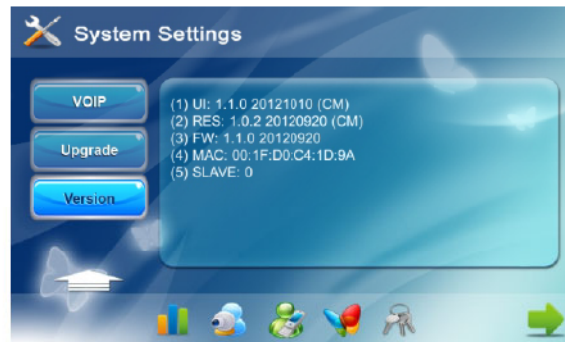 System Settings
VOIP
Upgrade
Version
(1) UI: 1.1.0 20121010 (CM)
(2) RES: 1.0.2 20120920 (CM)
(3) FW: 1.1.0 20120920
(4) MAC: 00:1F:D0:C4:1D:9A
(5) SLAVE: 0